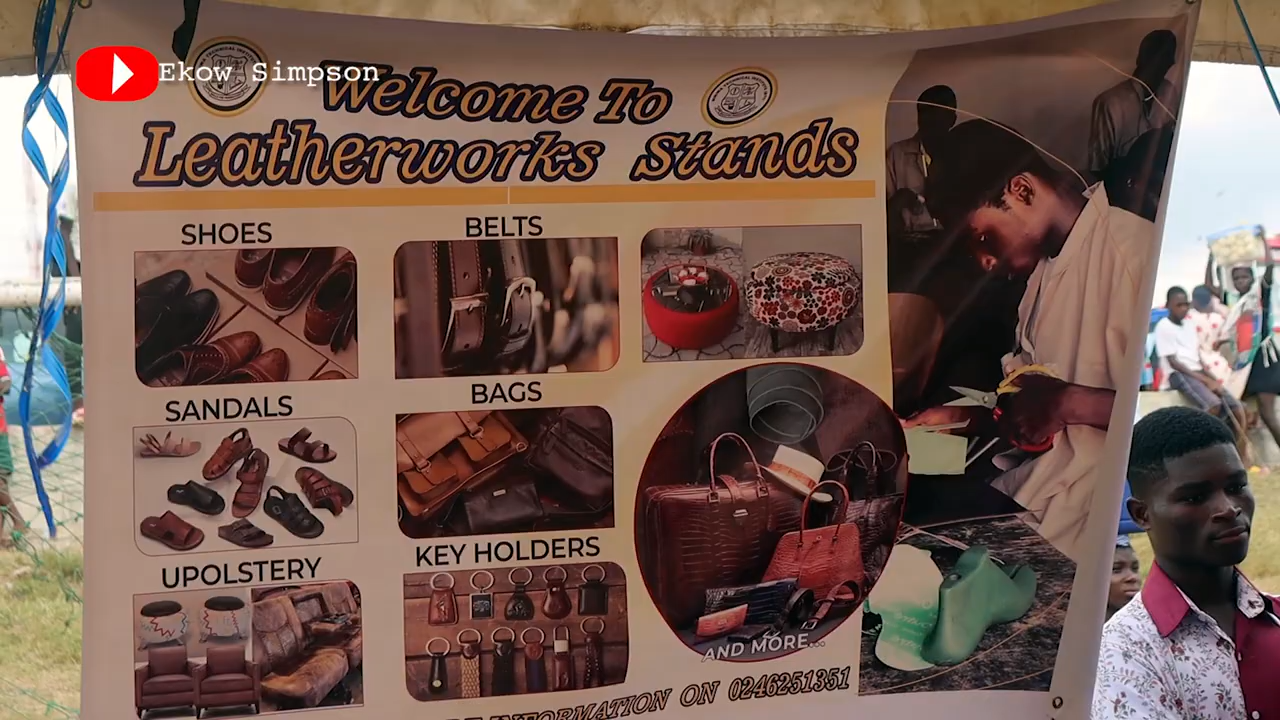 Ekow Simpson
Welcome To
Leatherworks Stands
SHOES
BELTS
SANDALS
BAGS
UPOLSTERY
KEY HOLDERS
AND MORE...
INFORMATION ON 0246251351